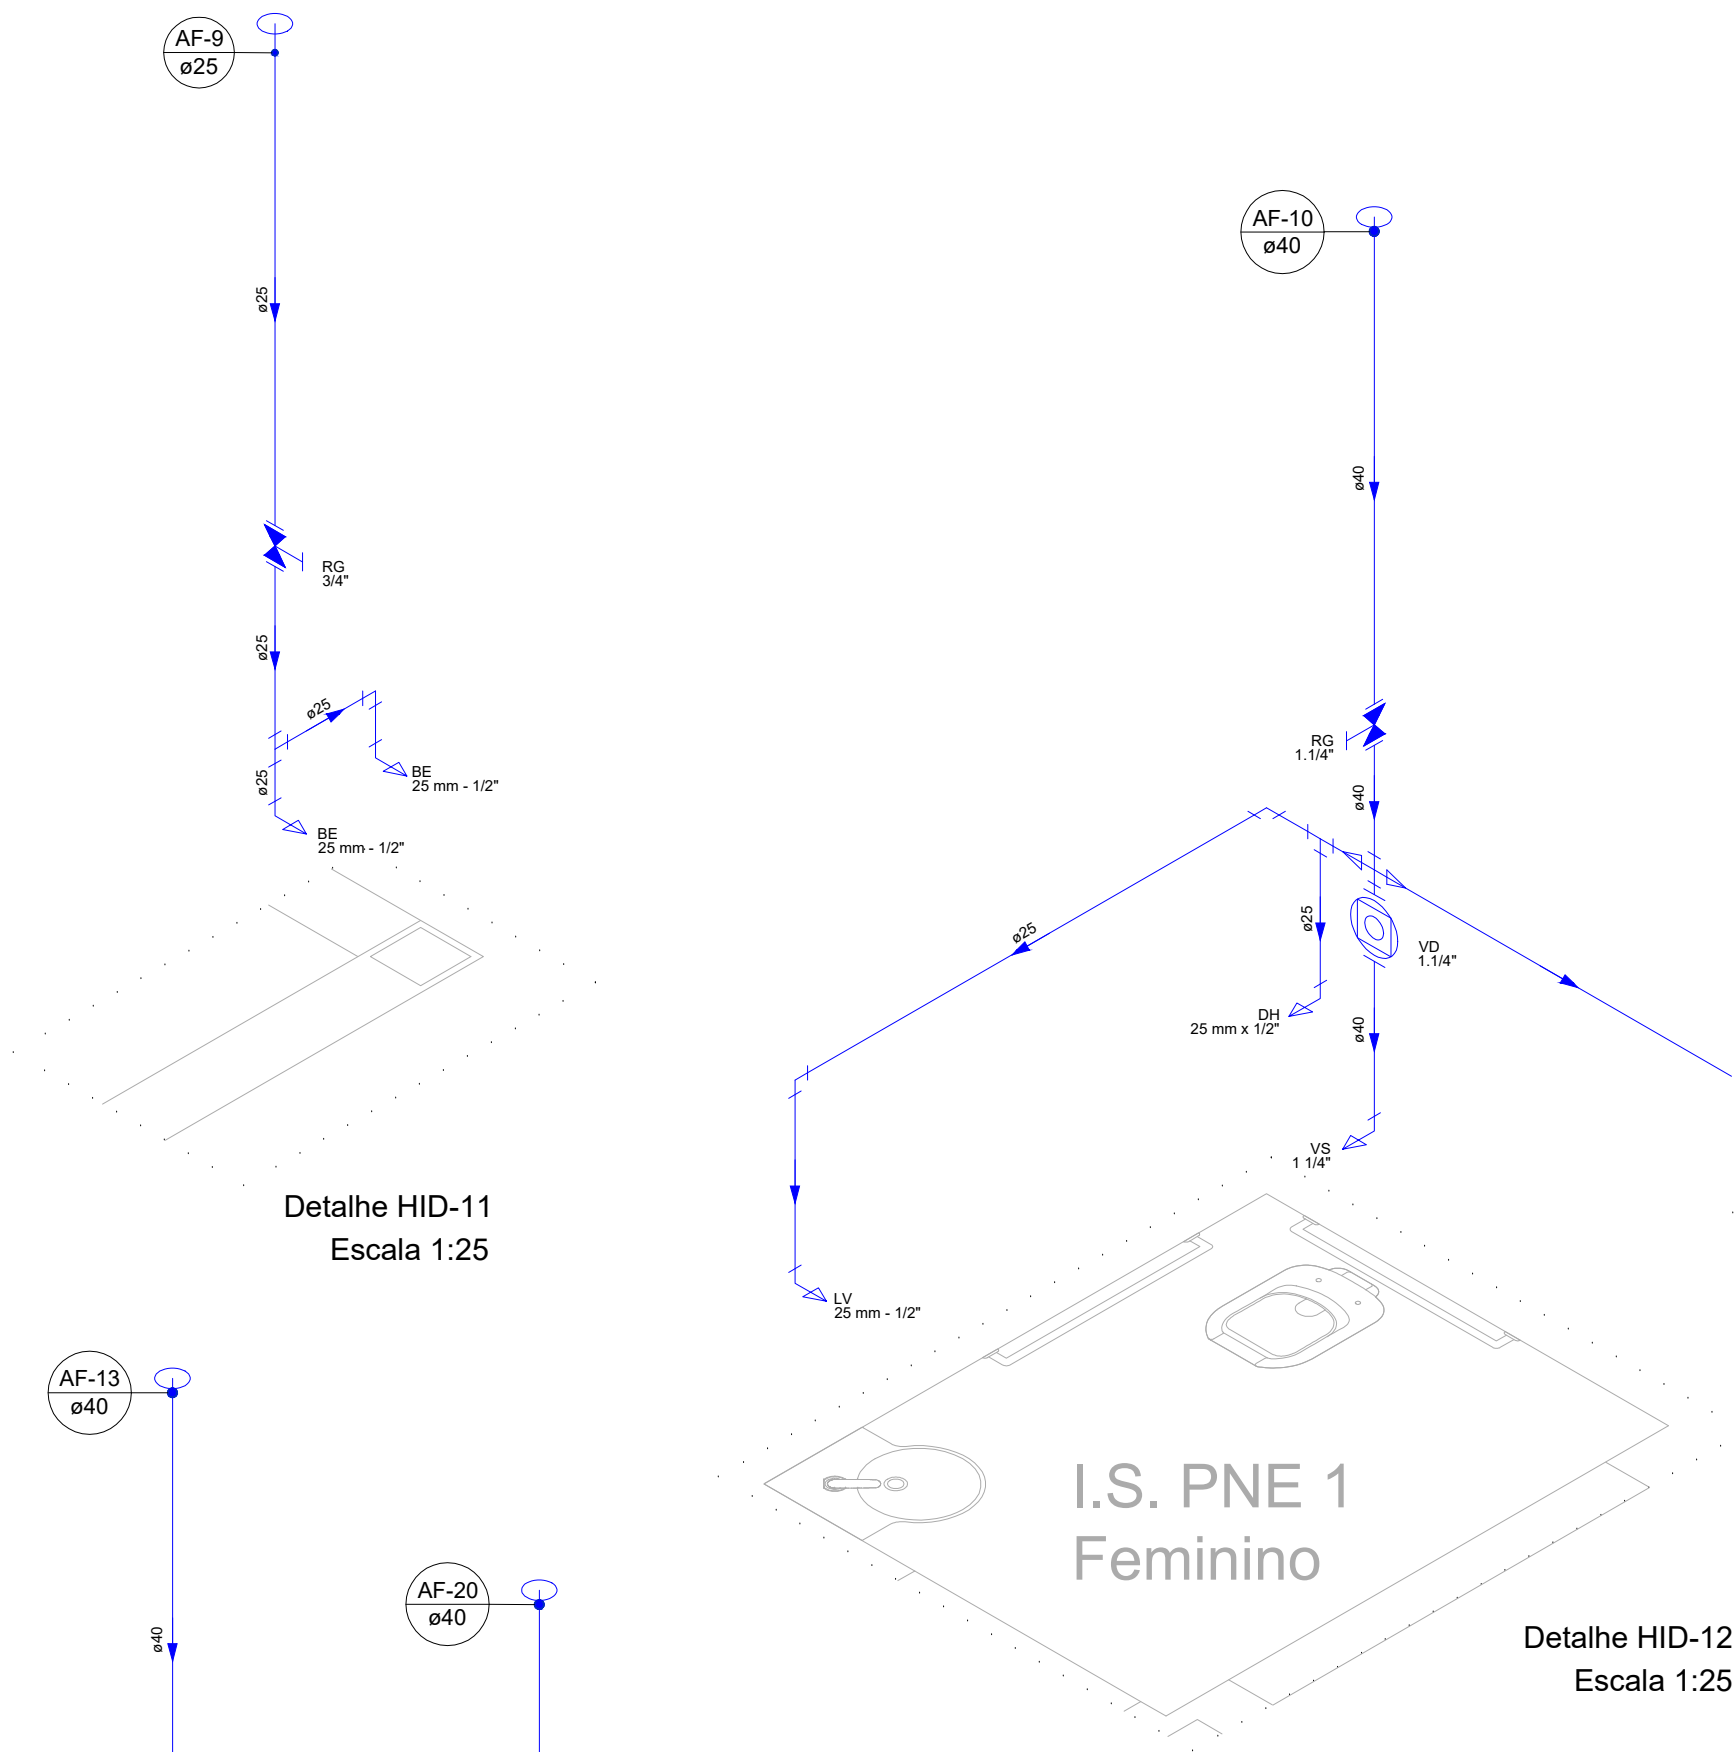 AF-9
ø25
ø25
RG
3/4"
ø25
ø25
BE
25 mm - 1/2"
ø25
BE
25 mm - 1/2"
Detalhe HID-11
Escala 1:25
AF-10
ø40
ø40
RG
1.1/4"
ø40
ø25
ø25
VD
1.1/4"
DH
25 mm x 1/2"
ø40
VS
1 1/4"
LV
25 mm - 1/2"
I.S. PNE 1
Feminino
Detalhe HID-12
Escala 1:25
AF-13
ø40
ø40
AF-20
ø40